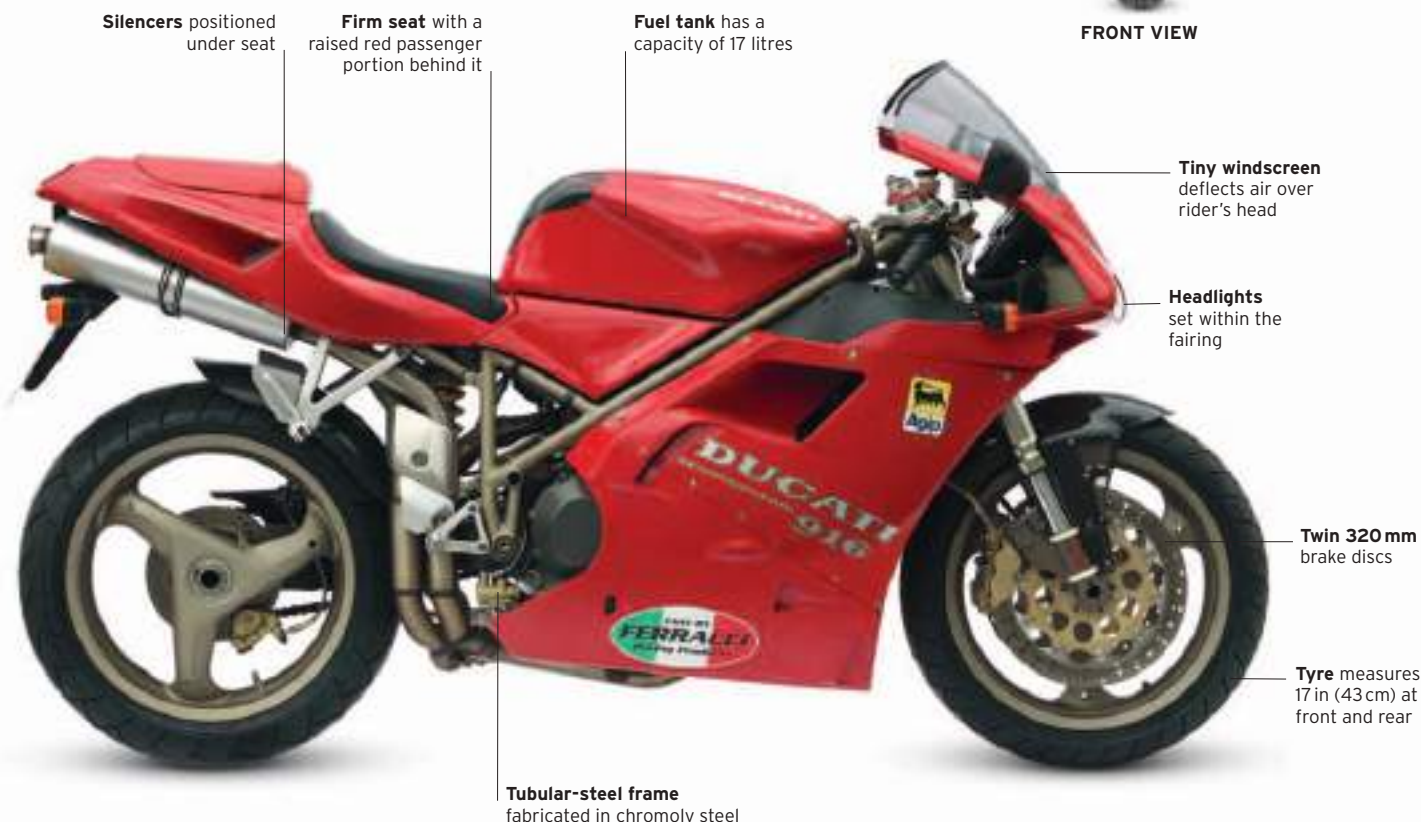 Silencers positioned
under seat
Firm seat with a
raised red passenger
portion behind it
Fuel tank has a
capacity of 17 litres
FRONT VIEW
Tiny windscreen
deflects air over
rider's head
Headlights
set within the
fairing
DUCATI
Agip
DUCATI
916
Twin 320 mm
brake discs
Tyre measures
17 in (43 cm) at
front and rear
Tubular-steel frame
fabricated in chromoly steel